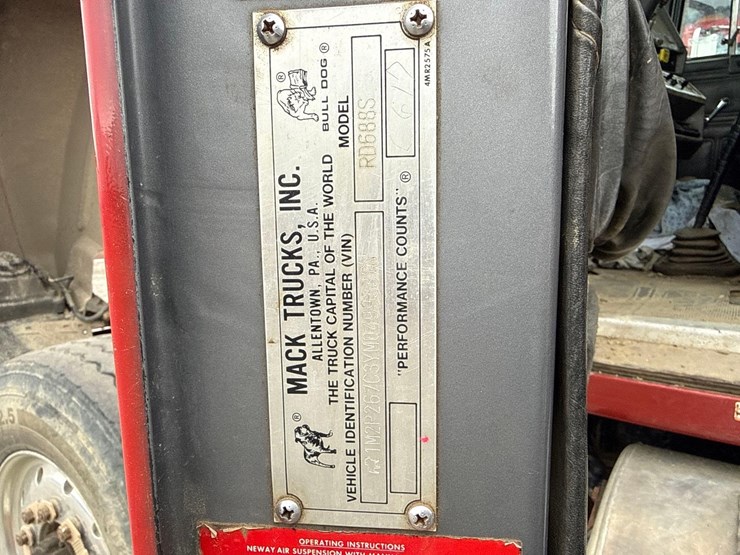 MACK TRUCKS, INC.
ALLENTOWN, PA., U.S.A.
THE TRUCK CAPITAL OF THE WORLD
BULL DOG ®
®
®
VEHICLE IDENTIFICATION NUMBER (VIN)
MODEL
RD688S
"PERFORMANCE COUNTS" ®
4MR2575A
OPERATING INSTRUCTIONS
NEWAY AIR SUSPENSION WITH